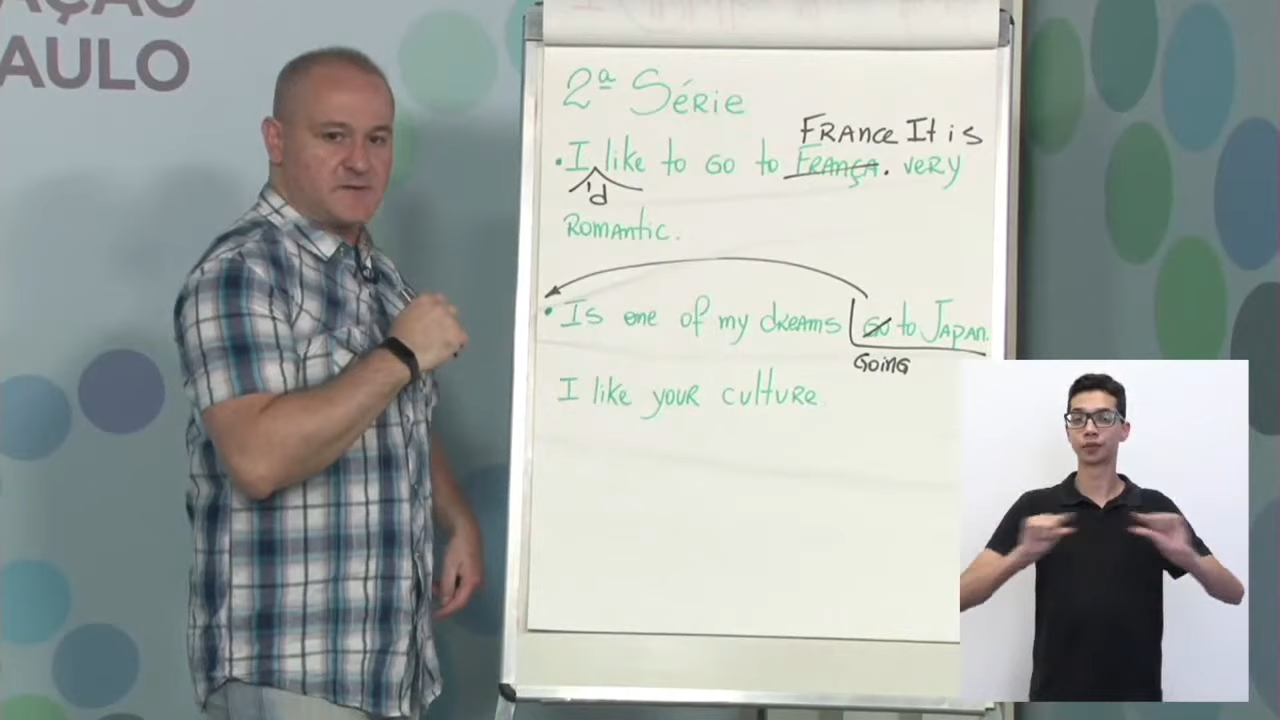 AÇÃO
PAULO
2ª Série
France It is
• I like to go to França. very
'd
Romantic.
• Is one of my dreams go to Japan.
Going
I like your culture